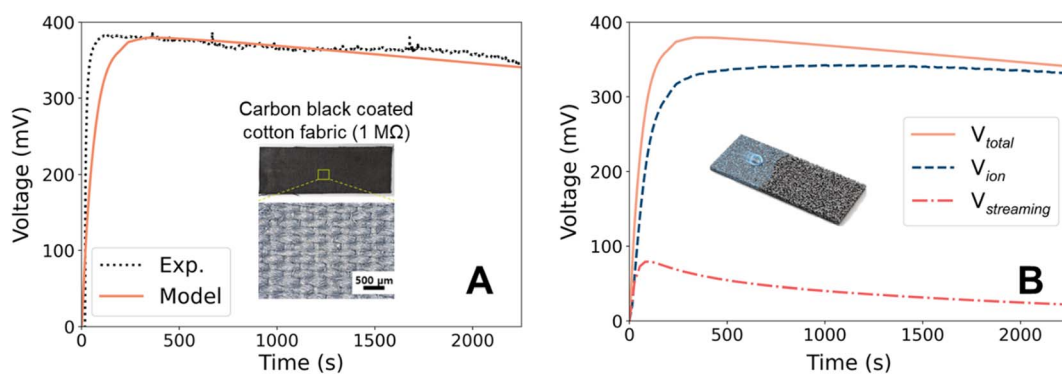 400
300
200
100
0
Voltage (mV)
Carbon black coated
cotton fabric (1 MΩ)
500 μm
Exp.
Model
A
0 500 1000 1500 2000
Time (s)
400
300
200
100
0
Voltage (mV)
V_total
V_ion
V_streaming
B
0 500 1000 1500 2000
Time (s)